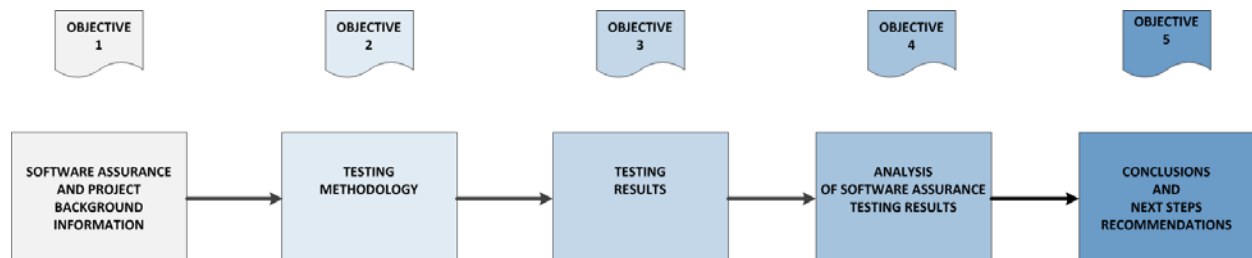 OBJECTIVE
1
OBJECTIVE
2
OBJECTIVE
3
OBJECTIVE
4
OBJECTIVE
5
SOFTWARE ASSURANCE
AND PROJECT
BACKGROUND
INFORMATION
TESTING
METHODOLOGY
TESTING
RESULTS
ANALYSIS
OF SOFTWARE ASSURANCE
TESTING RESULTS
CONCLUSIONS
AND
NEXT STEPS
RECOMMENDATIONS